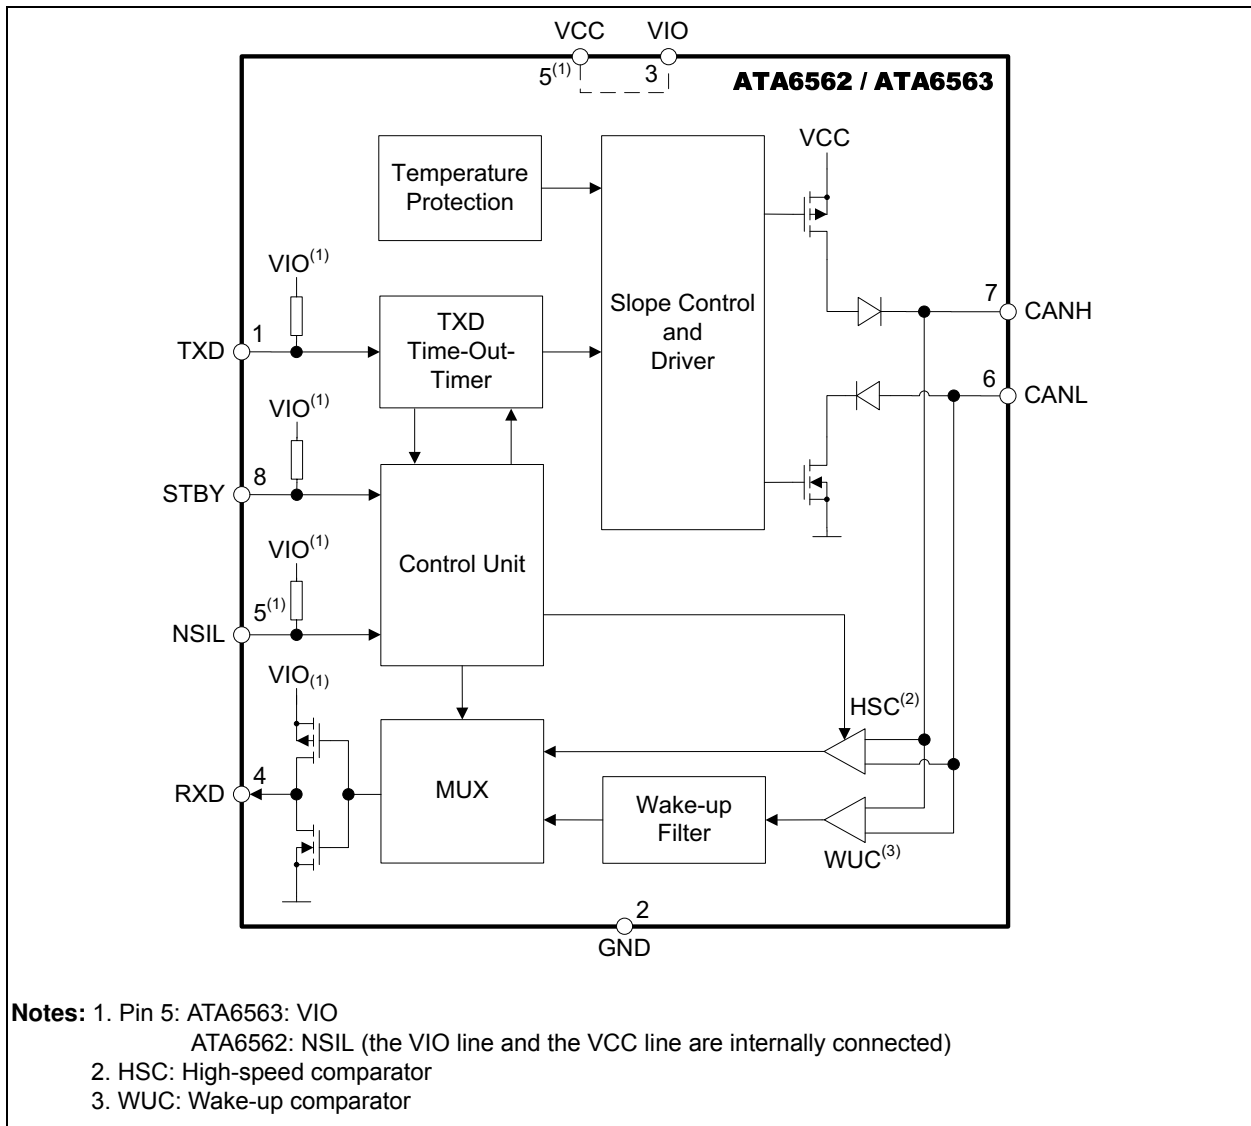 VCC VIO
5(1) 3
ATA6562 / ATA6563
VCC
Temperature
Protection
VIO(1)
Slope Control
and
Driver
TXD
Time-Out-
Timer
1
TXD
7
CANH
6
CANL
VIO(1)
8
STBY
VIO(1)
Control Unit
5(1)
NSIL
VIO(1)
HSC(2)
4
RXD
MUX
Wake-up
Filter
WUC(3)
2
GND
Notes: 1. Pin 5: ATA6563: VIO
ATA6562: NSIL (the VIO line and the VCC line are internally connected)
2. HSC: High-speed comparator
3. WUC: Wake-up comparator